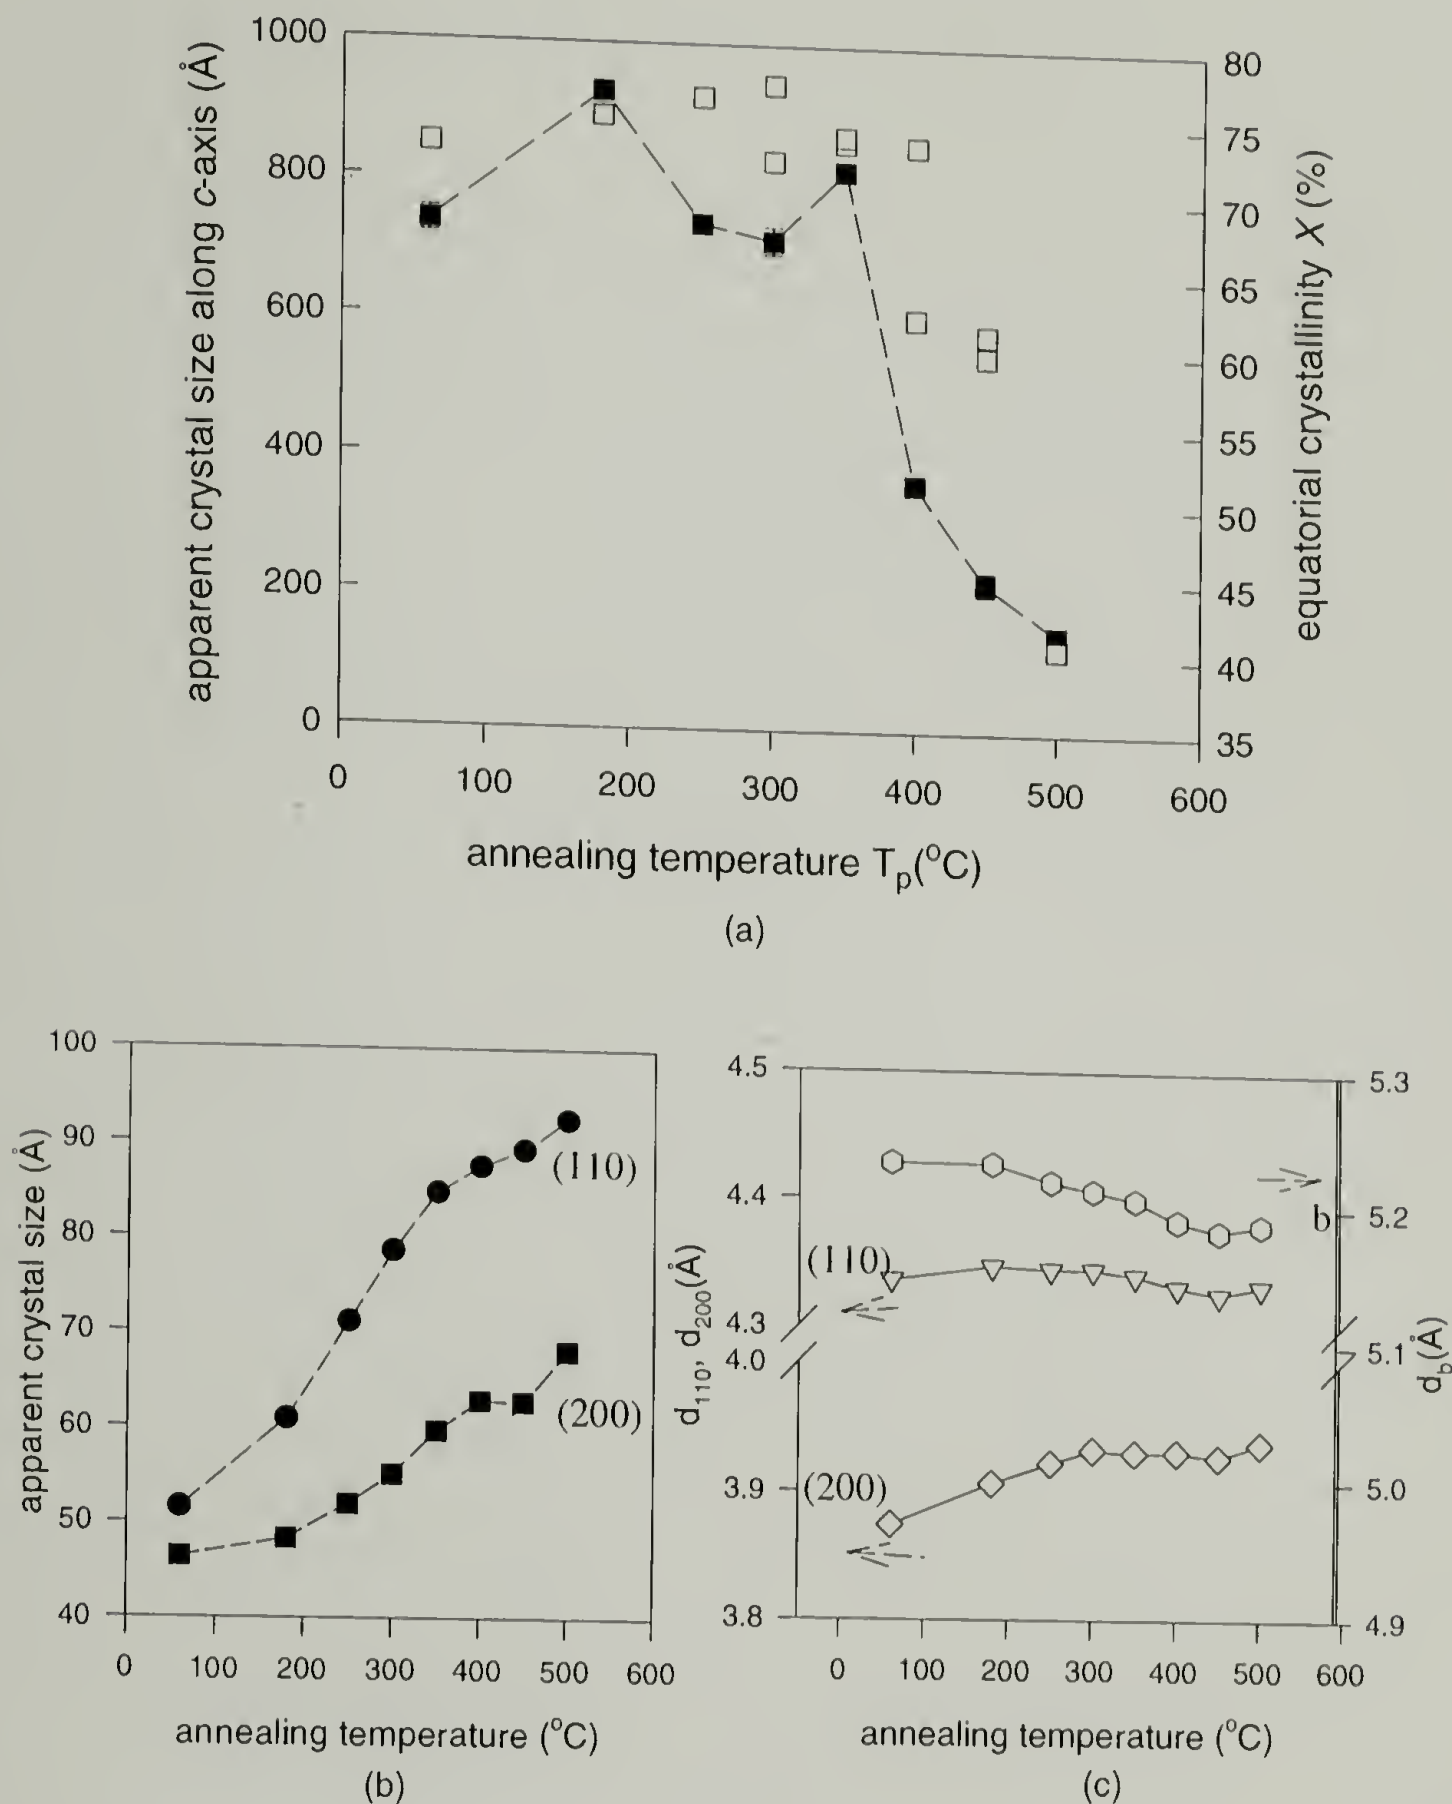 apparent crystal size along c-axis (Å)
1000
800
600
400
200
0
80
75
70
65
60
55
50
45
40
35
equatorial crystallinity X (%)
0 100 200 300 400 500 600
annealing temperature Tp(°C)
(a)
apparent crystal size (Å)
100
90
80
70
60
50
40
(110)
(200)
0 100 200 300 400 500 600
annealing temperature (°C)
(b)
d110, d200(Å)
4.5
4.4
4.3
4.0
3.9
3.8
(110)
(200)
b
5.3
5.2
5.1
5.0
4.9
db(Å)
0 100 200 300 400 500 600
annealing temperature (°C)
(c)